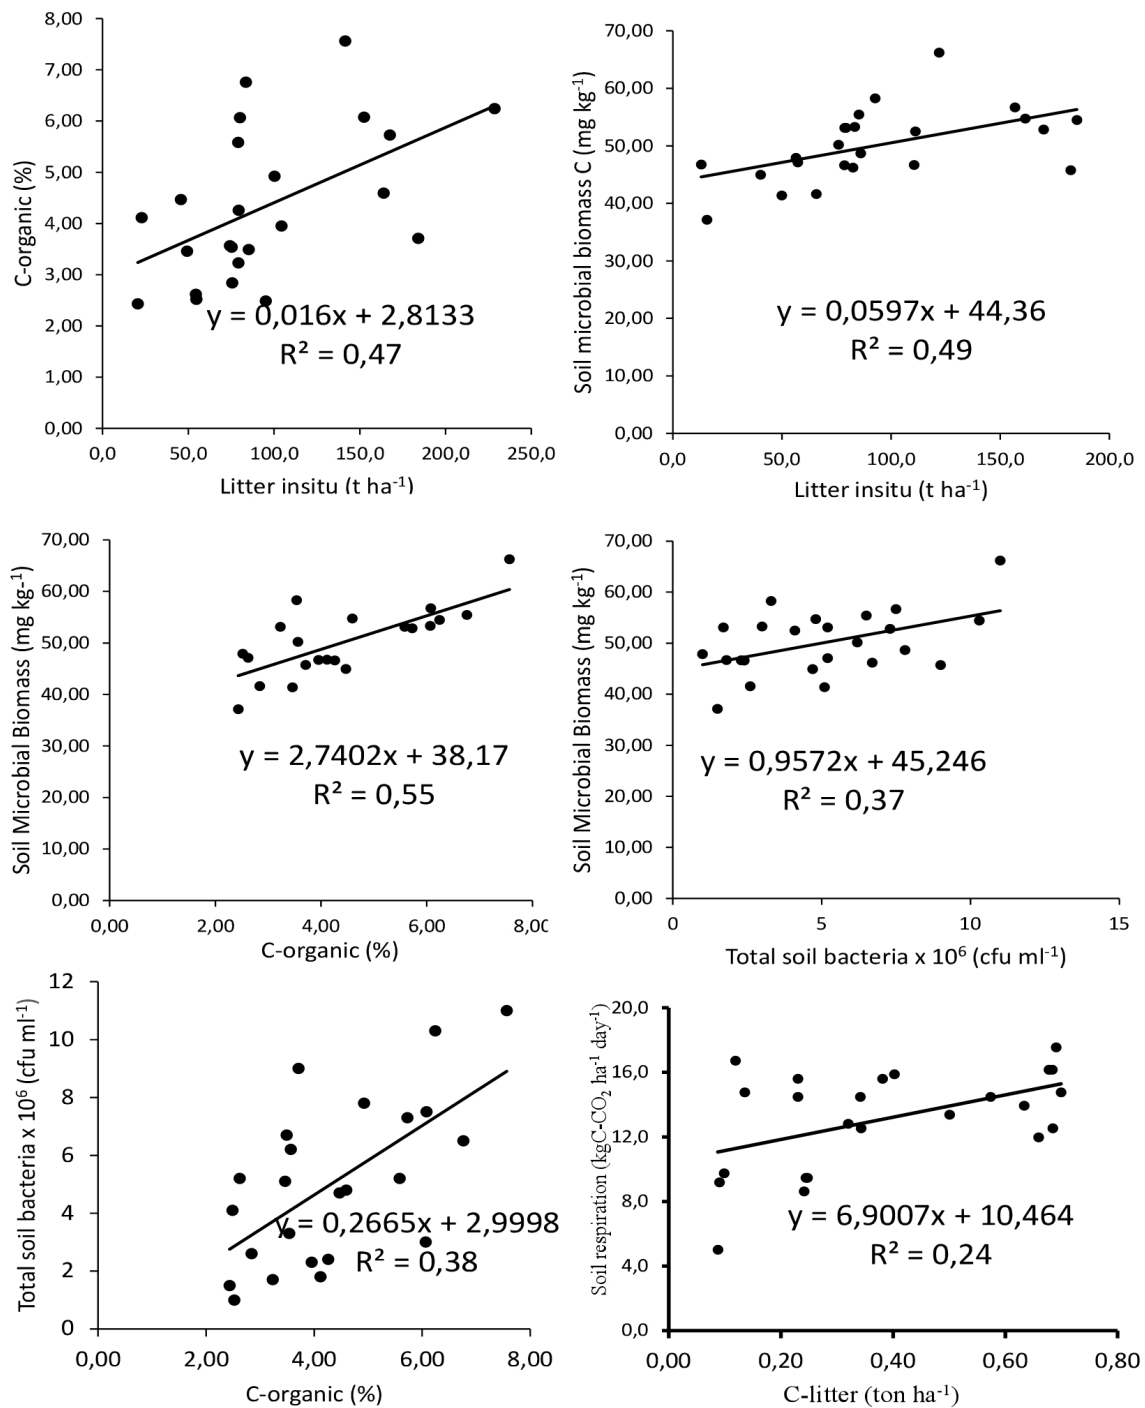 8,00
7,00
6,00
5,00
4,00
3,00
2,00
1,00
0,00
C-organic (%)
y = 0,016x + 2,8133
R² = 0,47
0,0 50,0 100,0 150,0 200,0 250,0
Litter insitu (t ha⁻¹)
70,00
60,00
50,00
40,00
30,00
20,00
10,00
0,00
Soil microbial biomass C (mg kg⁻¹)
y = 0,0597x + 44,36
R² = 0,49
0,0 50,0 100,0 150,0 200,0
Litter insitu (t ha⁻¹)
70,00
60,00
50,00
40,00
30,00
20,00
10,00
0,00
Soil Microbial Biomass (mg kg-¹)
y = 2,7402x + 38,17
R² = 0,55
0,00 2,00 4,00 6,00 8,00
C-organic (%)
70,00
60,00
50,00
40,00
30,00
20,00
10,00
0,00
Soil Microbial Biomass (mg kg⁻¹)
y = 0,9572x + 45,246
R² = 0,37
0 5 10 15
Total soil bacteria x 10⁶ (cfu ml⁻¹)
12
10
8
6
4
2
0
Total soil bacteria x 10⁶ (cfu ml⁻¹)
y = 0,2665x + 2,9998
R² = 0,38
0,00 2,00 4,00 6,00 8,00
C-organic (%)
20,0
16,0
12,0
8,0
4,0
0,0
Soil respiration (kgC-CO₂ ha⁻¹ day⁻¹)
y = 6,9007x + 10,464
R² = 0,24
0,00 0,20 0,40 0,60 0,80
C-litter (ton ha⁻¹)